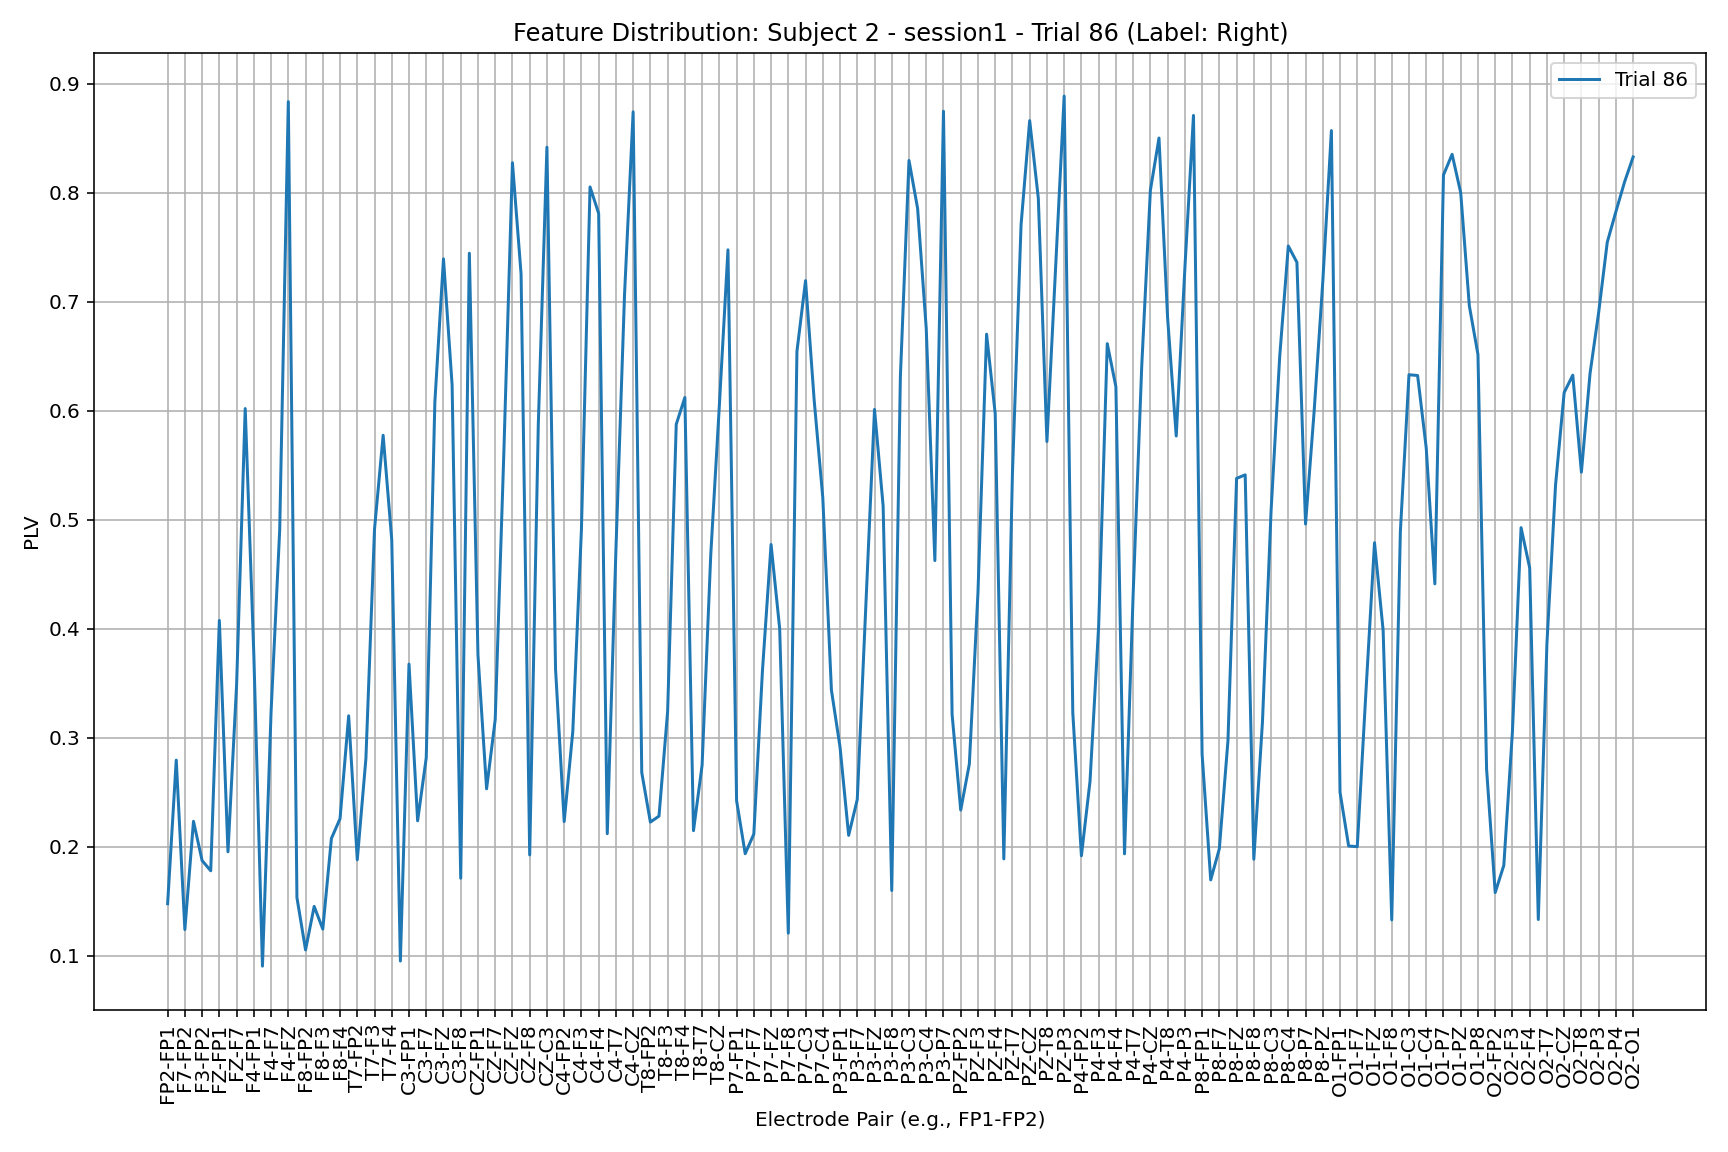 Feature Distribution: Subject 2 - session1 - Trial 86 (Label: Right)
Trial 86
PLV
0.9
0.8
0.7
0.6
0.5
0.4
0.3
0.2
0.1
FP2-FP1
F7-FP2
F3-FP2
FZ-FP1
FZ-F7
F4-FP1
F4-F7
F4-FZ
F8-FP2
F8-F3
F8-F4
T7-FP2
T7-F3
T7-F4
C3-FP1
C3-F7
C3-FZ
C3-F8
CZ-FP1
CZ-F7
CZ-FZ
CZ-F8
CZ-C3
C4-FP2
C4-F3
C4-F4
C4-T7
C4-CZ
T8-FP2
T8-F3
T8-F4
T8-T7
T8-CZ
P7-FP1
P7-F7
P7-FZ
P7-F8
P7-C3
P7-C4
P3-FP1
P3-F7
P3-FZ
P3-F8
P3-C3
P3-C4
P3-P7
PZ-FP2
PZ-F3
PZ-F4
PZ-T7
PZ-CZ
PZ-T8
PZ-P3
P4-FP2
P4-F3
P4-F4
P4-T7
P4-CZ
P4-T8
P4-P3
P8-FP1
P8-F7
P8-FZ
P8-F8
P8-C3
P8-C4
P8-P7
P8-PZ
O1-FP1
O1-F7
O1-FZ
O1-F8
O1-C3
O1-C4
O1-P7
O1-PZ
O1-P8
O2-FP2
O2-F3
O2-F4
O2-T7
O2-CZ
O2-T8
O2-P3
O2-P4
O2-O1
Electrode Pair (e.g., FP1-FP2)